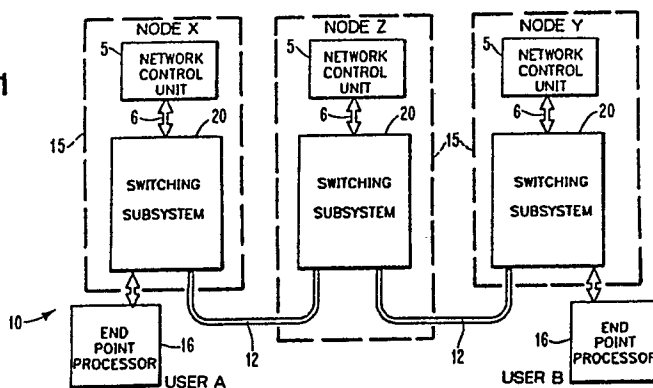 1
NODE X
NODE Z
NODE Y
5
NETWORK
CONTROL
UNIT
5
NETWORK
CONTROL
UNIT
5
NETWORK
CONTROL
UNIT
6
20
6
20
6
20
15
15
SWITCHING
SUBSYSTEM
SWITCHING
SUBSYSTEM
SWITCHING
SUBSYSTEM
10
END
POINT
PROCESSOR
16
USER A
12
12
16
USER B
END
POINT
PROCESSOR